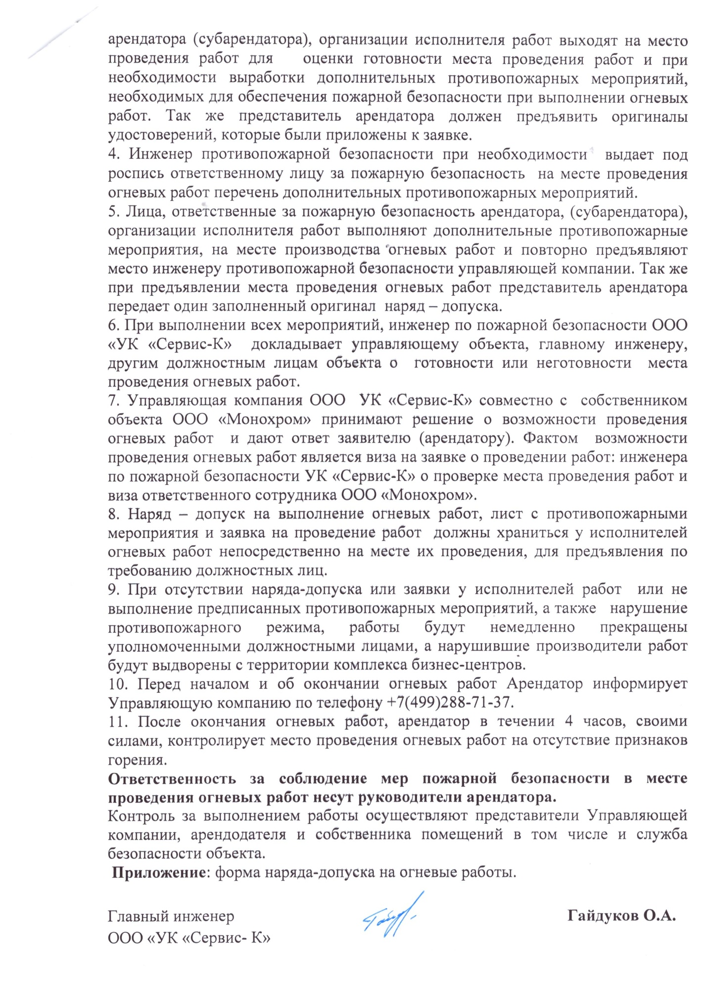 арендатора (субарендатора), организации исполнителя работ выходят на место
проведения работ для оценки готовности места проведения работ и при
необходимости выработки дополнительных противопожарных мероприятий,
необходимых для обеспечения пожарной безопасности при выполнении огневых
работ. Так же представитель арендатора должен предъявить оригиналы
удостоверений, которые были приложены к заявке.
4. Инженер противопожарной безопасности при необходимости выдает под
роспись ответственному лицу за пожарную безопасность на месте проведения
огневых работ перечень дополнительных противопожарных мероприятий.
5. Лица, ответственные за пожарную безопасность арендатора, (субарендатора),
организации исполнителя работ выполняют дополнительные противопожарные
мероприятия, на месте производства огневых работ и повторно предъявляют
место инженеру противопожарной безопасности управляющей компании. Так же
при предъявлении места проведения огневых работ представитель арендатора
передает один заполненный оригинал наряд – допуска.
6. При выполнении всех мероприятий, инженер по пожарной безопасности ООО
«УК «Сервис-К» докладывает управляющему объекта, главному инженеру,
другим должностным лицам объекта о готовности или неготовности места
проведения огневых работ.
7. Управляющая компания ООО УК «Сервис-К» совместно с собственником
объекта ООО «Монохром» принимают решение о возможности проведения
огневых работ и дают ответ заявителю (арендатору). Фактом возможности
проведения огневых работ является виза на заявке о проведении работ: инженера
по пожарной безопасности УК «Сервис-К» о проверке места проведения работ и
виза ответственного сотрудника ООО «Монохром».
8. Наряд – допуск на выполнение огневых работ, лист с противопожарными
мероприятия и заявка на проведение работ должны храниться у исполнителей
огневых работ непосредственно на месте их проведения, для предъявления по
требованию должностных лиц.
9. При отсутствии наряда-допуска или заявки у исполнителей работ или не
выполнение предписанных противопожарных мероприятий, а также нарушение
противопожарного режима, работы будут немедленно прекращены
уполномоченными должностными лицами, а нарушившие производители работ
будут выдворены с территории комплекса бизнес-центров.
10. Перед началом и об окончании огневых работ Арендатор информирует
Управляющую компанию по телефону +7(499)288-71-37.
11. После окончания огневых работ, арендатор в течении 4 часов, своими
силами, контролирует место проведения огневых работ на отсутствие признаков
горения.
Ответственность за соблюдение мер пожарной безопасности в месте
проведения огневых работ несут руководители арендатора.
Контроль за выполнением работы осуществляют представители Управляющей
компании, арендодателя и собственника помещений в том числе и служба
безопасности объекта.
Приложение: форма наряда-допуска на огневые работы.
Главный инженер Гайдуков О.А.
ООО «УК «Сервис- К»